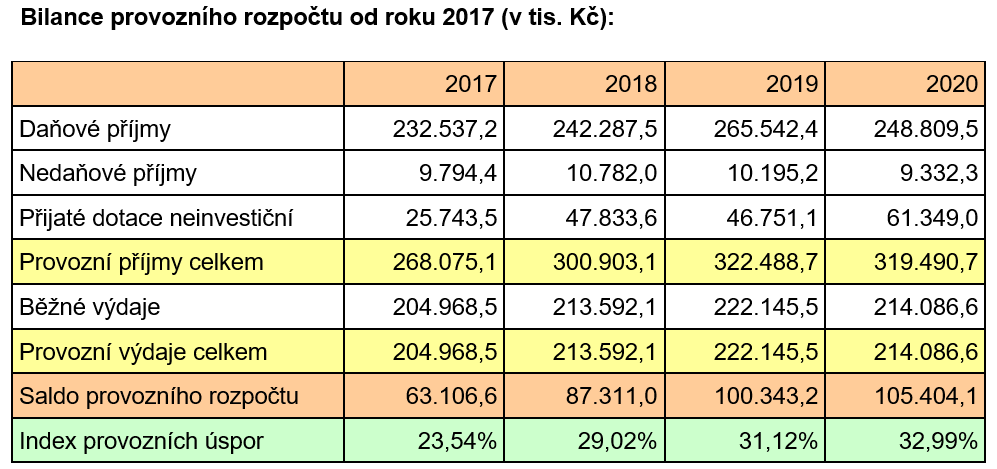 Bilance provozního rozpočtu od roku 2017 (v tis. Kč):
2017 2018 2019 2020
Daňové příjmy 232.537,2 242.287,5 265.542,4 248.809,5
Nedaňové příjmy 9.794,4 10.782,0 10.195,2 9.332,3
Přijaté dotace neinvestiční 25.743,5 47.833,6 46.751,1 61.349,0
Provozní příjmy celkem 268.075,1 300.903,1 322.488,7 319.490,7
Běžné výdaje 204.968,5 213.592,1 222.145,5 214.086,6
Provozní výdaje celkem 204.968,5 213.592,1 222.145,5 214.086,6
Saldo provozního rozpočtu 63.106,6 87.311,0 100.343,2 105.404,1
Index provozních úspor 23,54% 29,02% 31,12% 32,99%